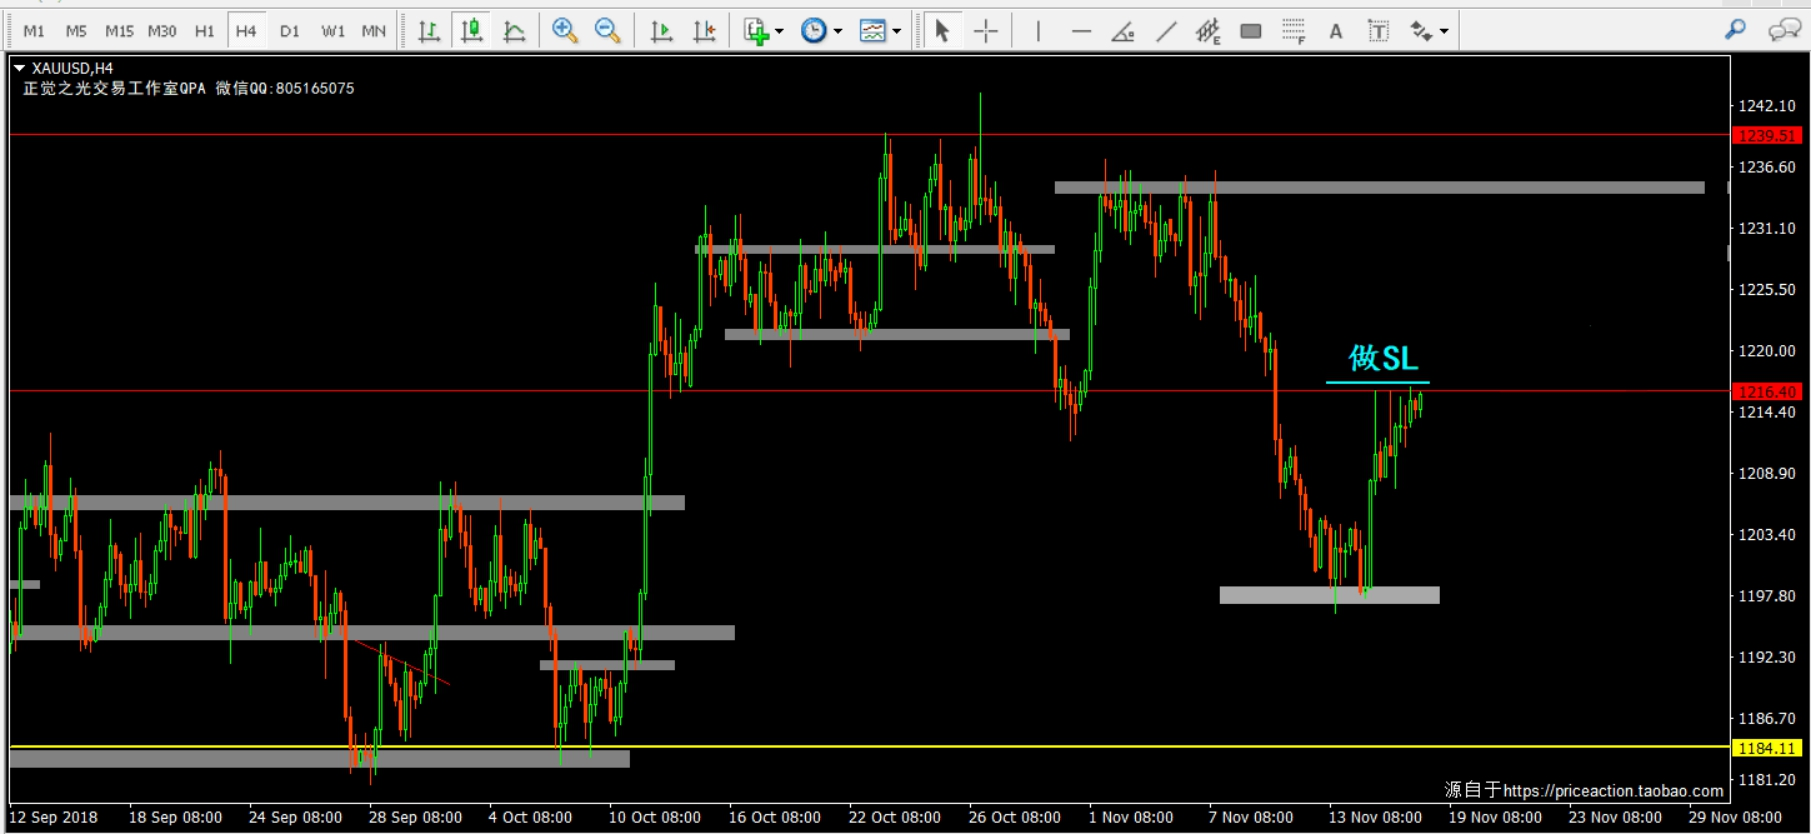 M1 M5 M15 M30 H1 H4 D1 W1 MN E F A T
XAUUSD,H4
正觉之光交易工作室QPA 微信QQ:805165075
1242.10
1239.51
1236.60
1231.10
1225.50
做SL
1220.00
1216.40
1214.40
1208.90
1203.40
1197.80
1192.30
1186.70
1184.11
1181.20
源自于https://priceaction.taobao.com
12 Sep 2018 18 Sep 08:00 24 Sep 08:00 28 Sep 08:00 4 Oct 08:00 10 Oct 08:00 16 Oct 08:00 22 Oct 08:00 26 Oct 08:00 1 Nov 08:00 7 Nov 08:00 13 Nov 08:00 19 Nov 08:00 23 Nov 08:00 29 Nov 08:00